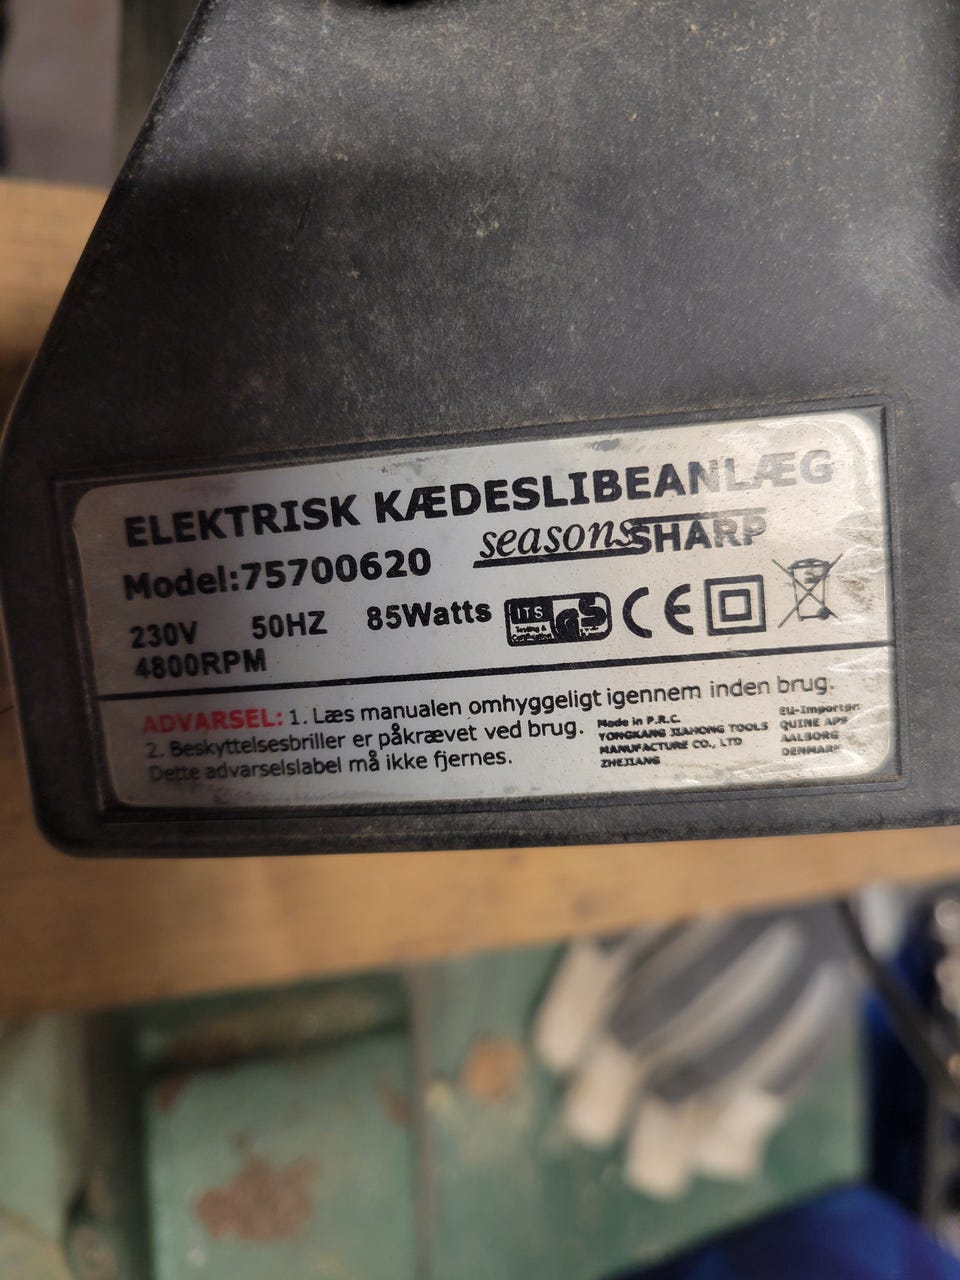 ELEKTRISK KÆDESLIBEANLÆG
Model:75700620
seasons SHARP
230V 50HZ 85Watts
4800RPM
ITS
CE
ADVARSEL: 1. Læs manualen omhyggeligt igennem inden brug.
2. Beskyttelsesbriller er påkrævet ved brug.
Dette advarselslabel må ikke fjernes.
Made in P.R.C.
YONGKANG JIAHONG TOOLS
MANUFACTURE CO., LTD
ZHEJIANG
EU-Importør:
QUINE APS
AALBORG
DENMARK